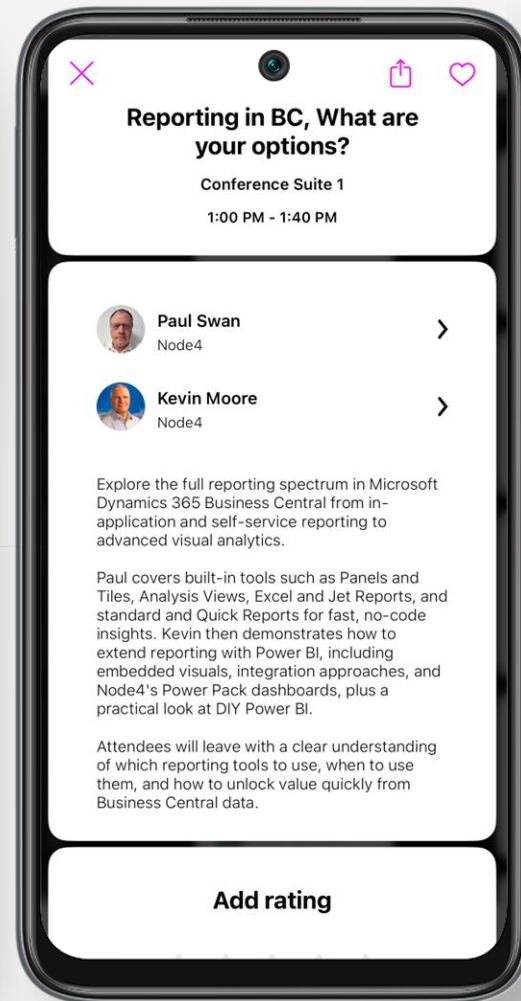 Reporting in BC, What are
your options?
Conference Suite 1
1:00 PM - 1:40 PM
Paul Swan
Node4
Kevin Moore
Node4
Explore the full reporting spectrum in Microsoft
Dynamics 365 Business Central from in-
application and self-service reporting to
advanced visual analytics.
Paul covers built-in tools such as Panels and
Tiles, Analysis Views, Excel and Jet Reports, and
standard and Quick Reports for fast, no-code
insights. Kevin then demonstrates how to
extend reporting with Power BI, including
embedded visuals, integration approaches, and
Node4's Power Pack dashboards, plus a
practical look at DIY Power BI.
Attendees will leave with a clear understanding
of which reporting tools to use, when to use
them, and how to unlock value quickly from
Business Central data.
Add rating